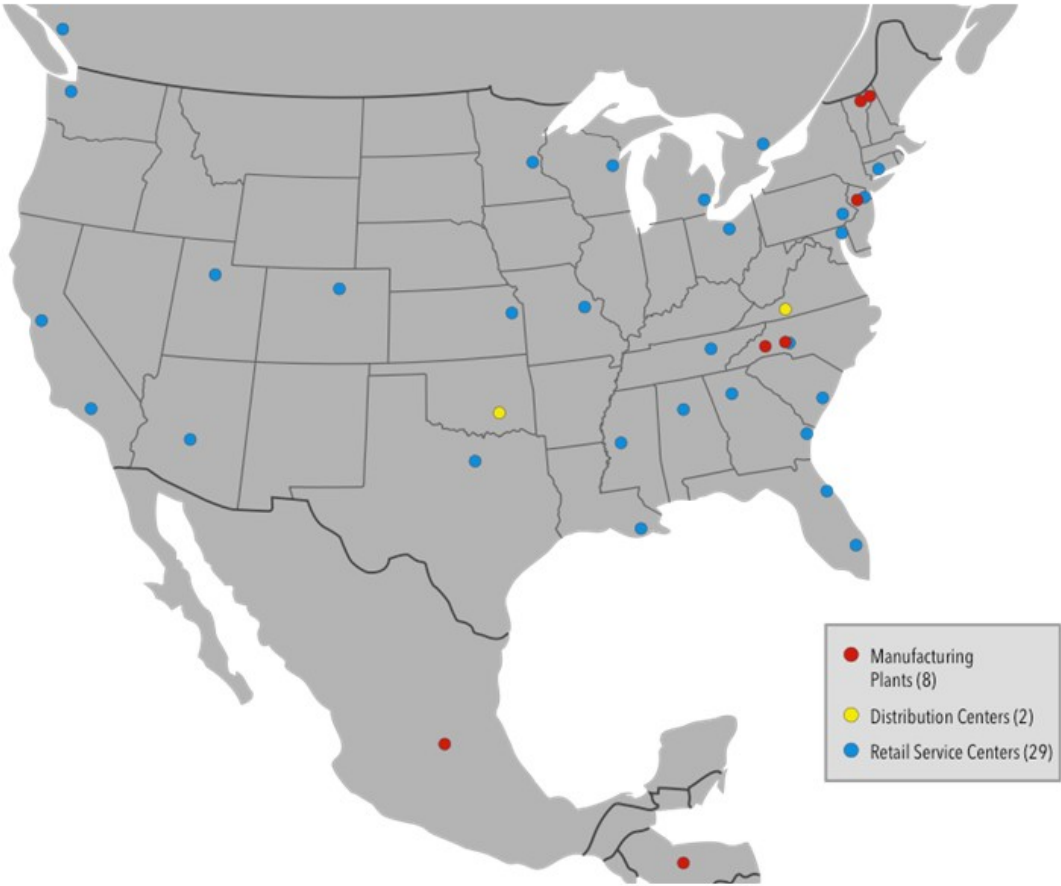 Manufacturing
Plants (8)
Distribution Centers (2)
Retail Service Centers (29)